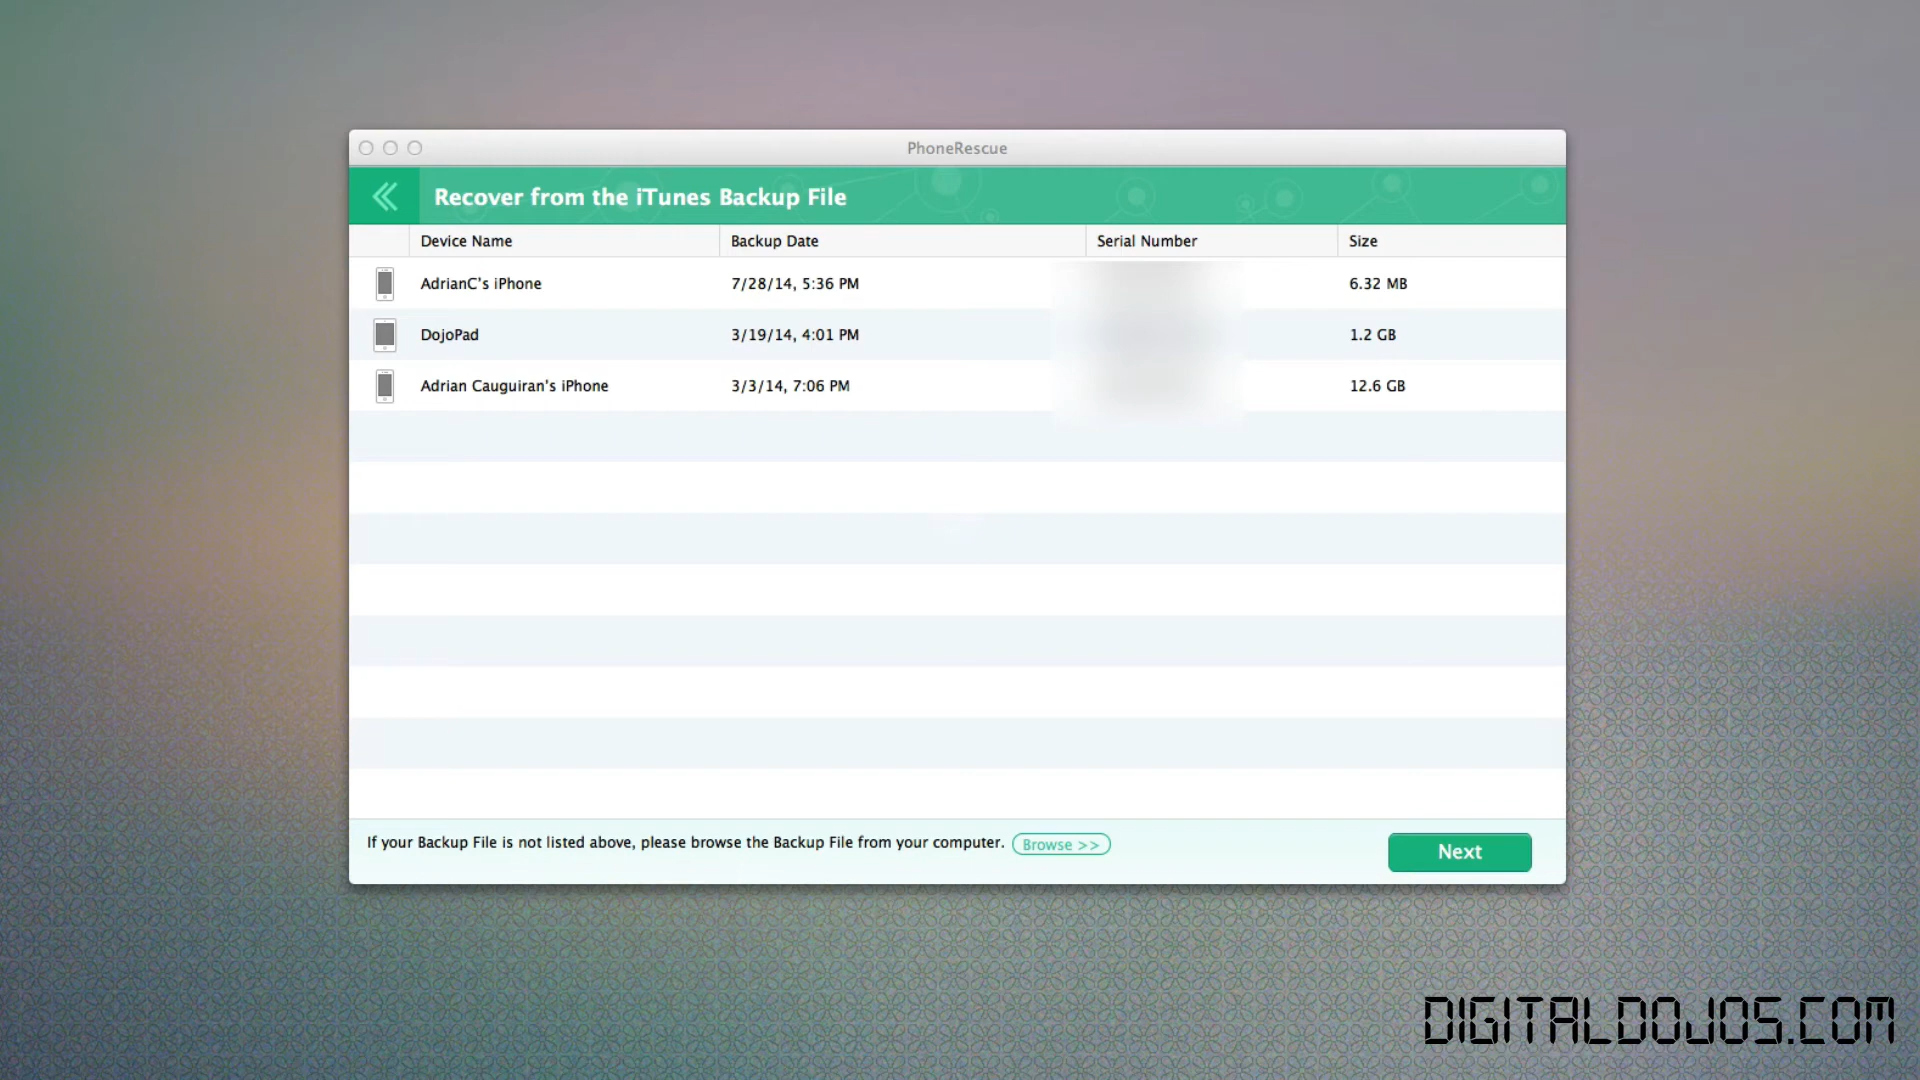 PhoneRescue
Recover from the iTunes Backup File
Device Name Backup Date Serial Number Size
AdrianC's iPhone 7/28/14, 5:36 PM 6.32 MB
DojoPad 3/19/14, 4:01 PM 1.2 GB
Adrian Cauguiran's iPhone 3/3/14, 7:06 PM 12.6 GB
If your Backup File is not listed above, please browse the Backup File from your computer. Browse >>
Next
DIGITALDOJOS.COM